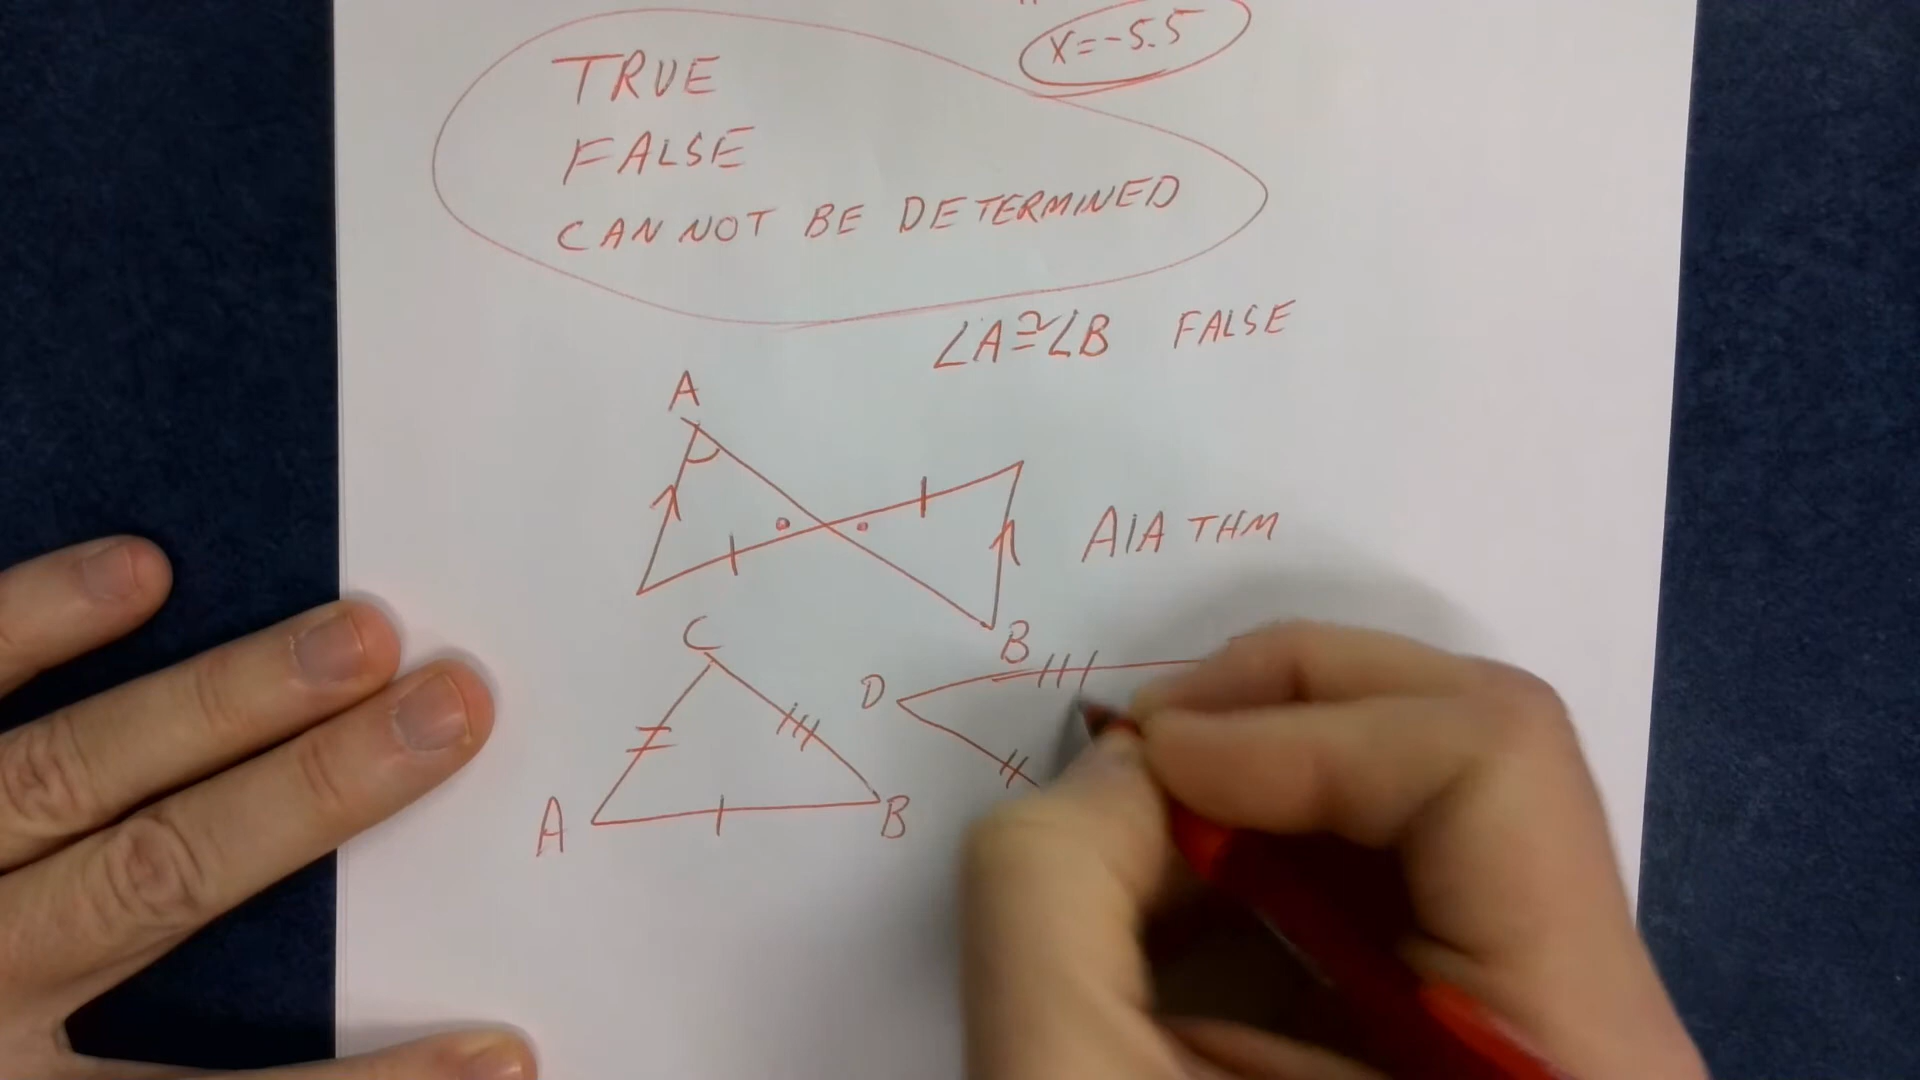 X=-5.5
TRUE
FALSE
CAN NOT BE DETERMINED
∠A≅∠B FALSE
A
AIA THM
B
C
D
A
B